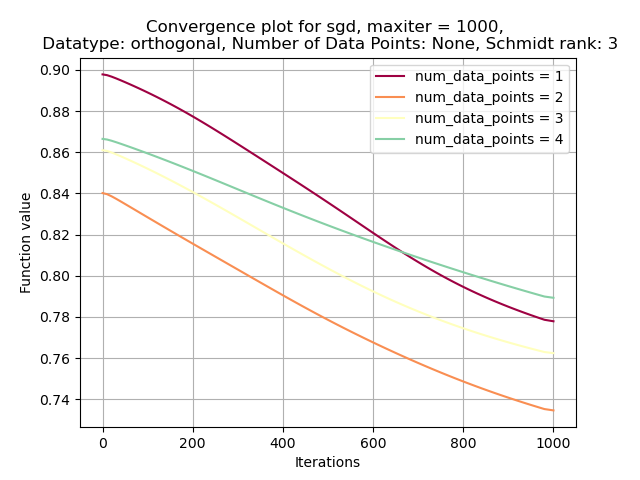 Convergence plot for sgd, maxiter = 1000,
Datatype: orthogonal, Number of Data Points: None, Schmidt rank: 3
num_data_points = 1
num_data_points = 2
num_data_points = 3
num_data_points = 4
Function value
0.90
0.88
0.86
0.84
0.82
0.80
0.78
0.76
0.74
0 200 400 600 800 1000
Iterations